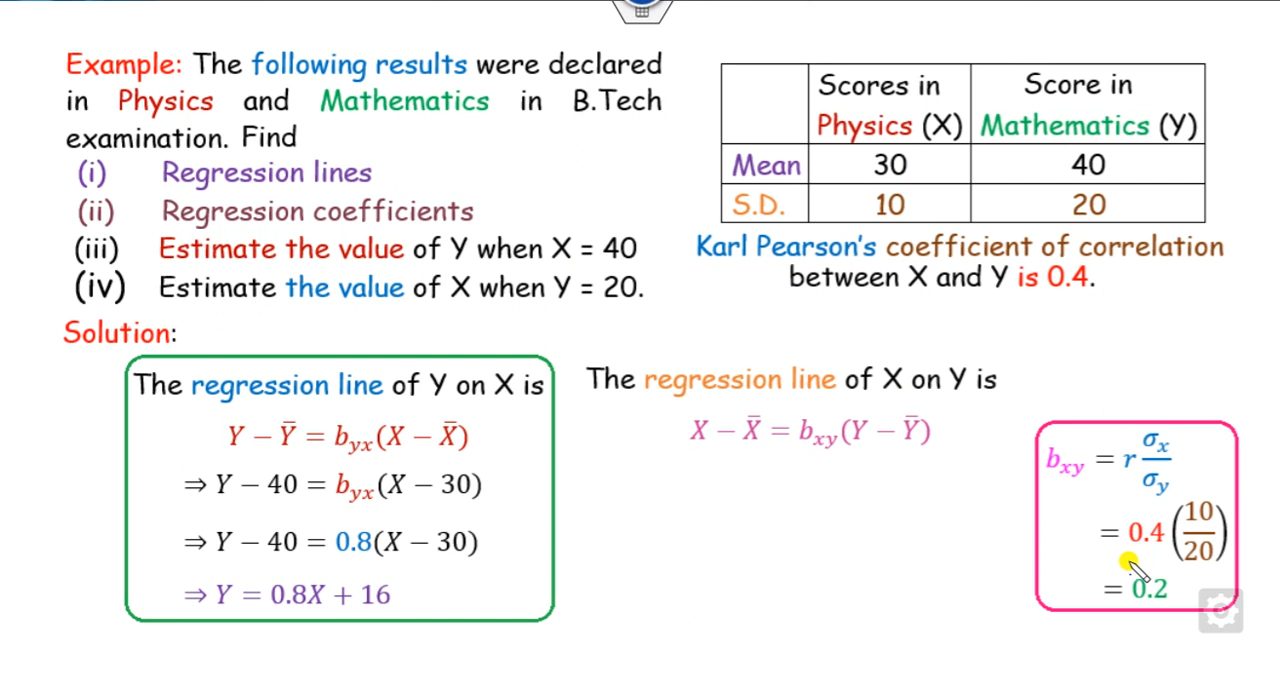 Example: The following results were declared
in Physics and Mathematics in B.Tech
examination. Find
(i) Regression lines
(ii) Regression coefficients
(iii) Estimate the value of Y when X = 40
(iv) Estimate the value of X when Y = 20.
Scores in Physics (X) Score in Mathematics (Y)
Mean 30 40
S.D. 10 20
Karl Pearson's coefficient of correlation
between X and Y is 0.4.
Solution:
The regression line of Y on X is
Y − Ȳ = b_yx(X − X̄)
⇒ Y − 40 = b_yx(X − 30)
⇒ Y − 40 = 0.8(X − 30)
⇒ Y = 0.8X + 16
The regression line of X on Y is
X − X̄ = b_xy(Y − Ȳ)
b_xy = r σ_x/σ_y
= 0.4 (10/20)
= 0.2